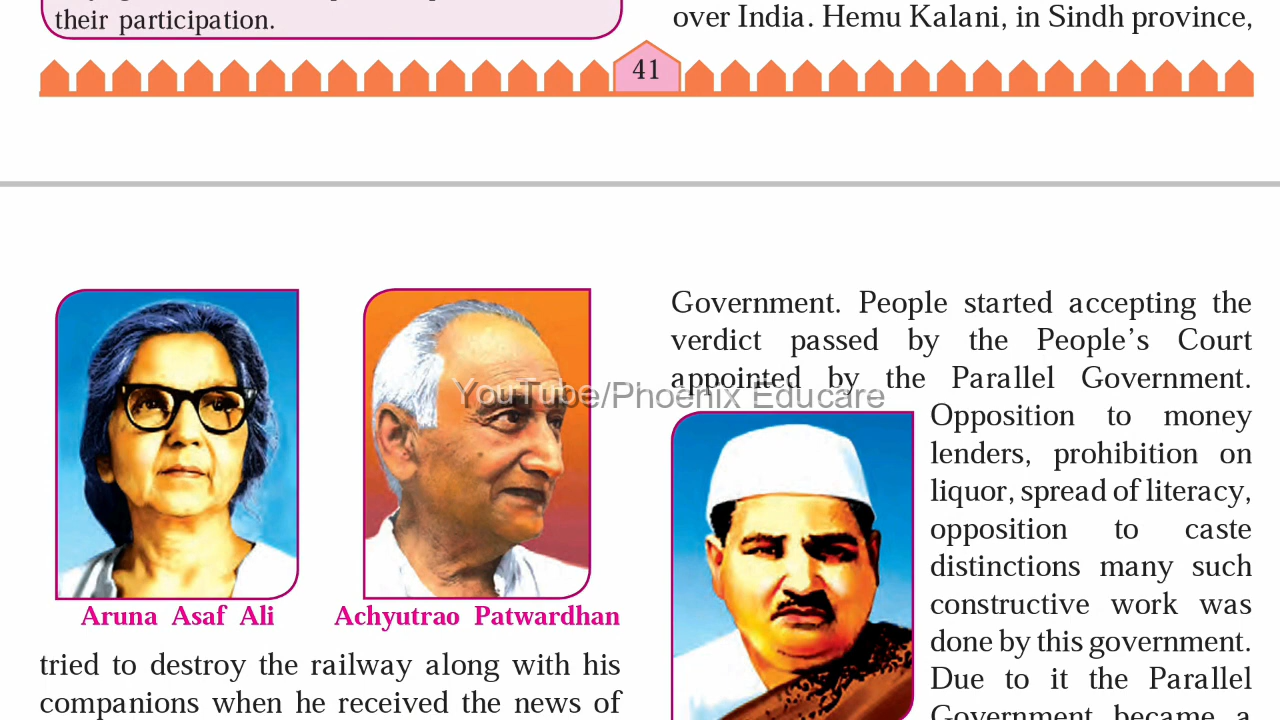 their participation.
over India. Hemu Kalani, in Sindh province,
41
Aruna Asaf Ali
Achyutrao Patwardhan
tried to destroy the railway along with his
companions when he received the news of
Government. People started accepting the
verdict passed by the People's Court
appointed by the Parallel Government.
YouTube/Phoenix Educare
Opposition to money
lenders, prohibition on
liquor, spread of literacy,
opposition to caste
distinctions many such
constructive work was
done by this government.
Due to it the Parallel
Government became a